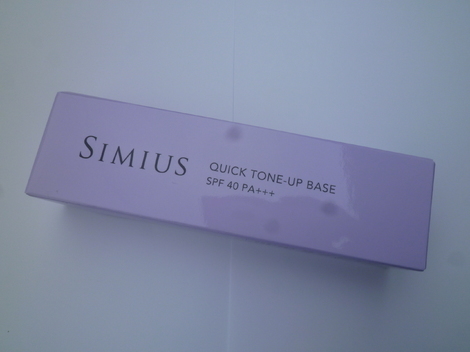 SIMIUS
QUICK TONE-UP BASE
SPF 40 PA+++